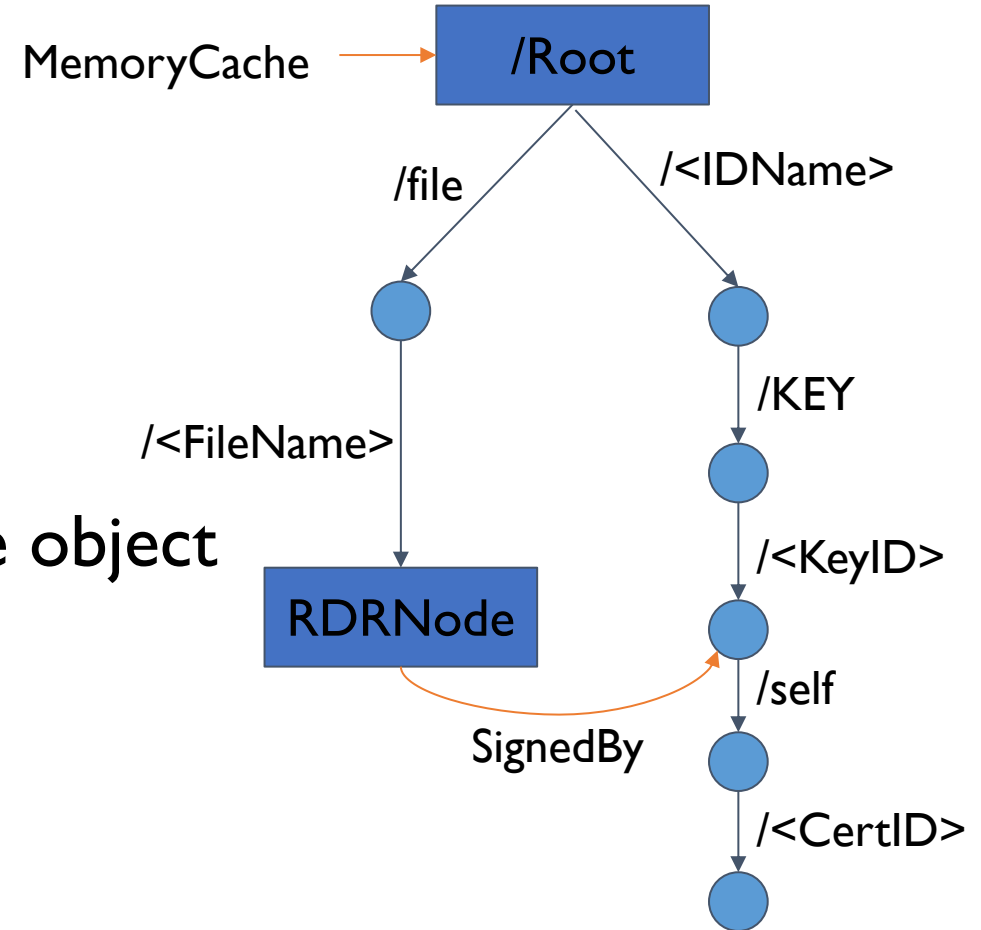 MemoryCache
/Root
/file
/<IDName>
/KEY
/<FileName>
e object
/<KeyID>
RDRNode
/self
SignedBy
/<CertID>